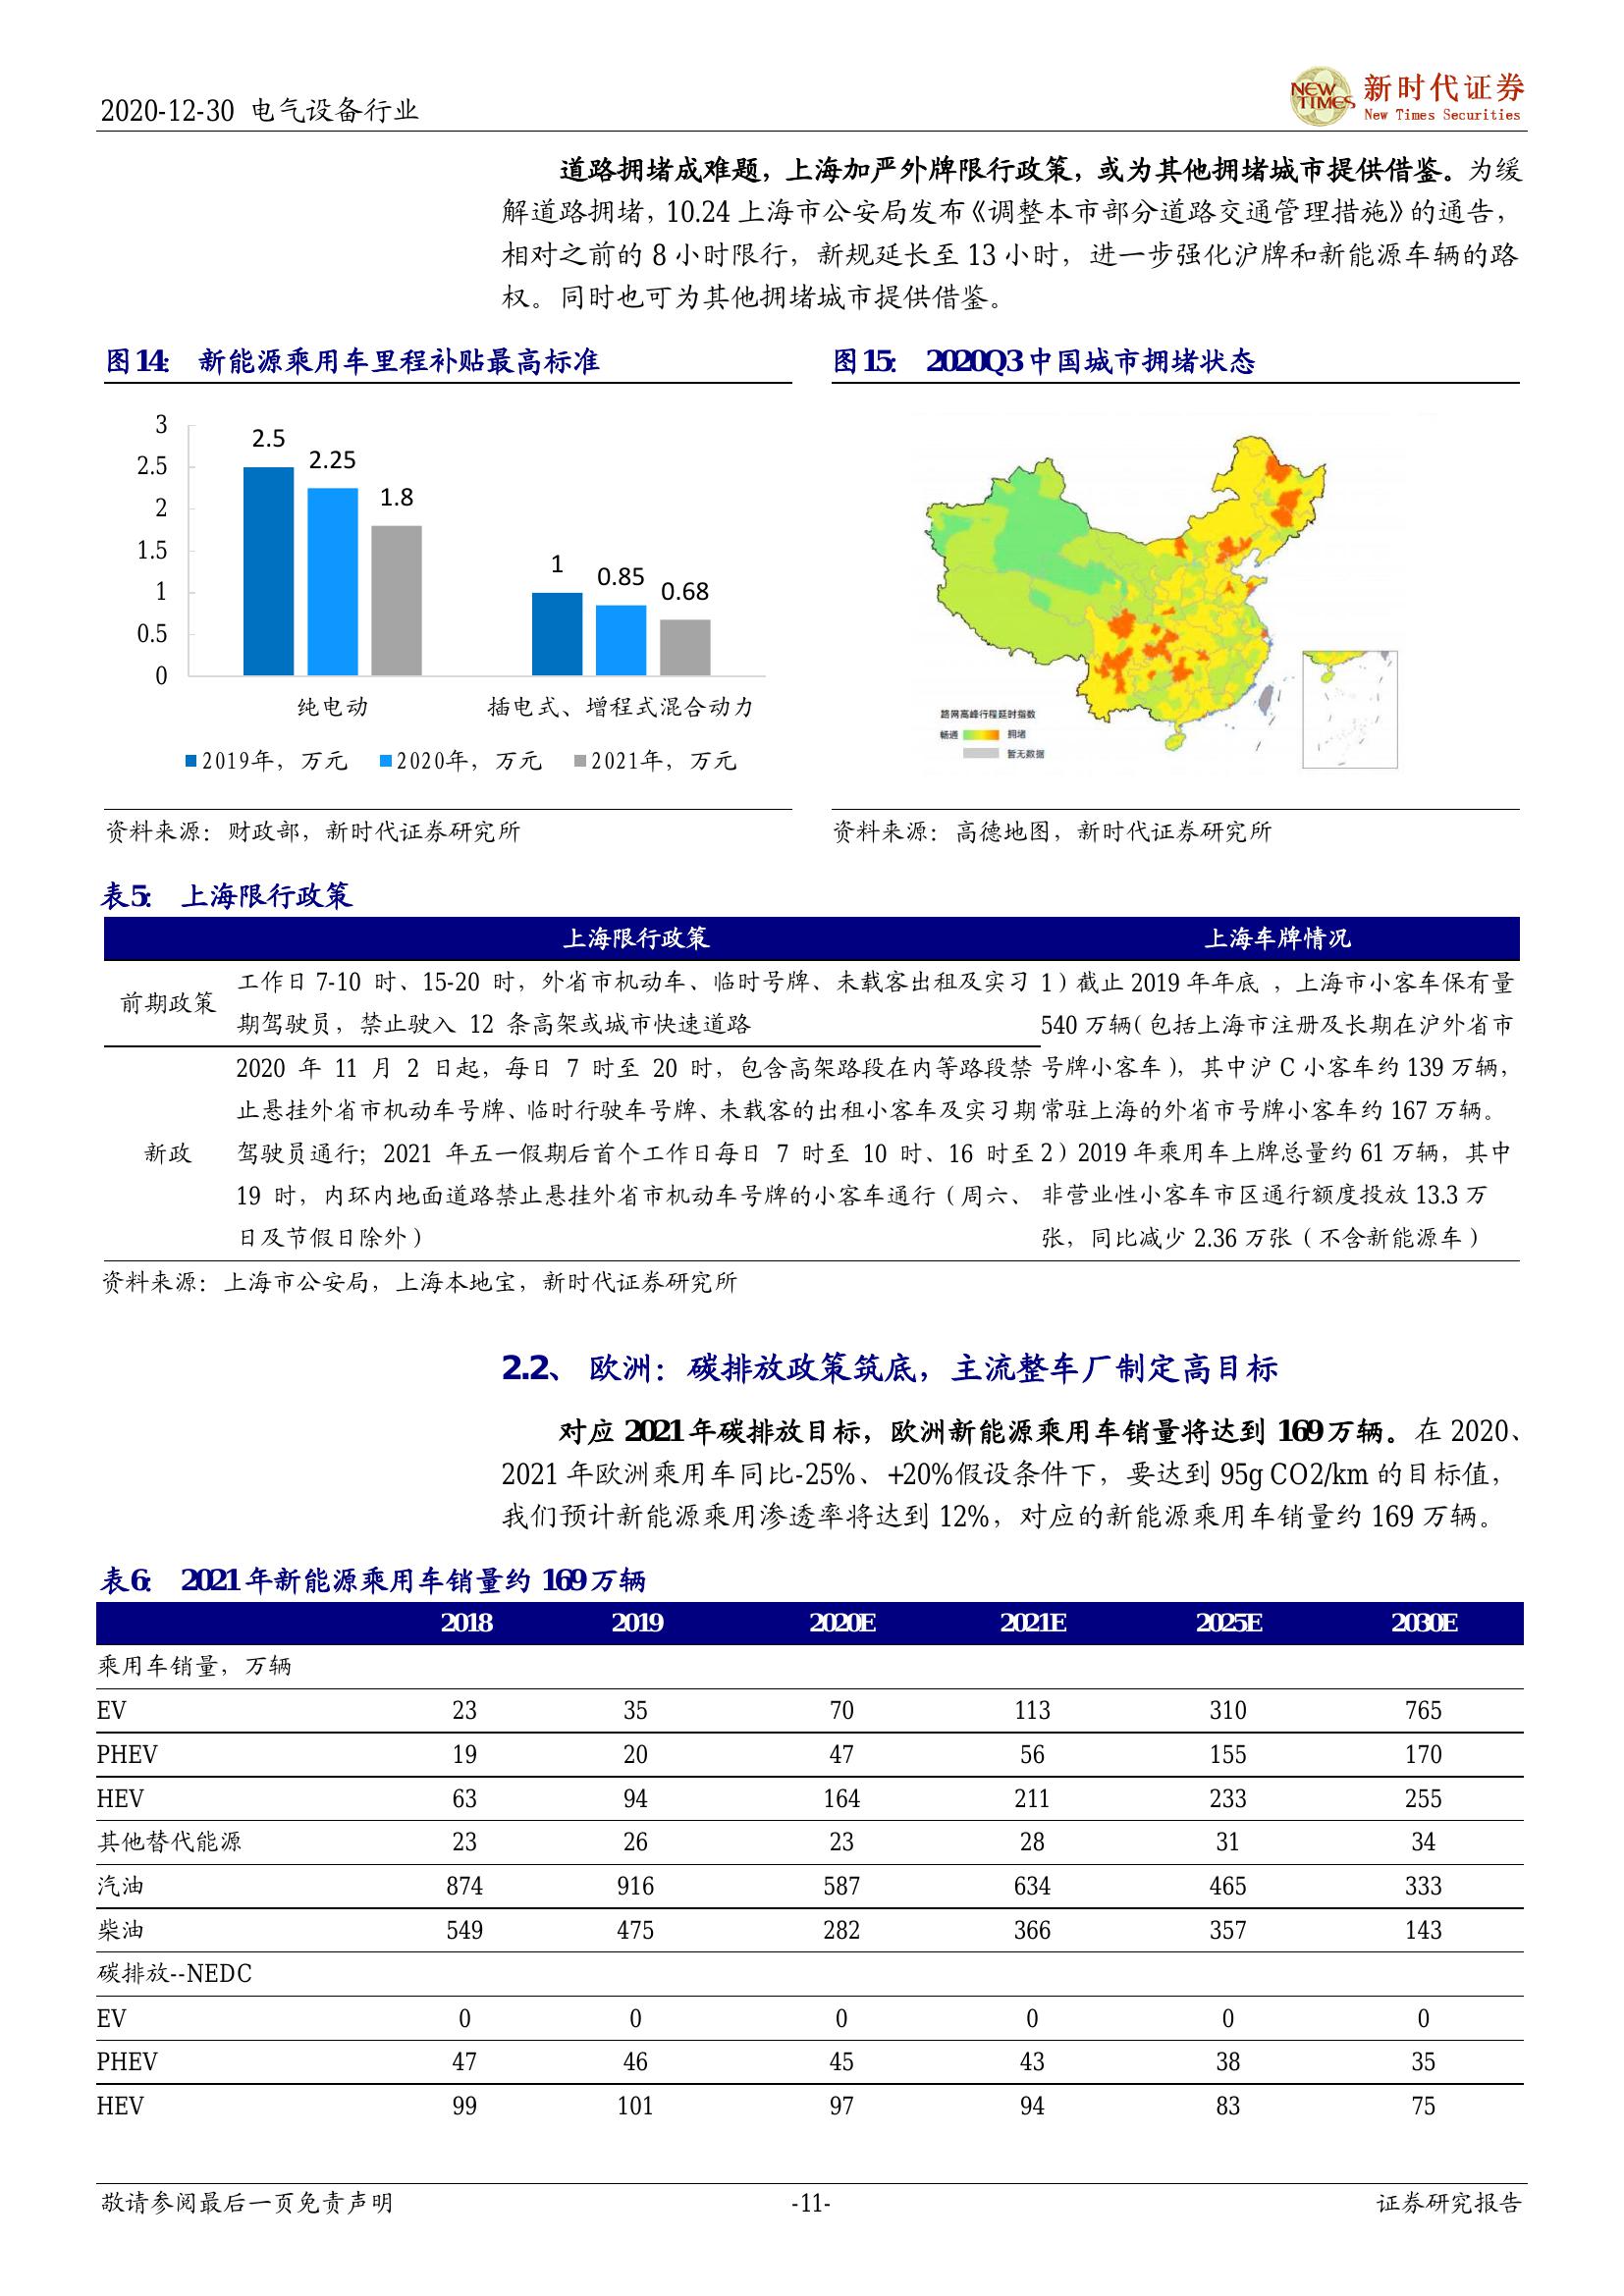 2020-12-30 电气设备行业
NEW TIMES
新时代证券
New Times Securities
道路拥堵成难题，上海加严外牌限行政策，或为其他拥堵城市提供借鉴。为缓
解道路拥堵，10.24 上海市公安局发布《调整本市部分道路交通管理措施》的通告，
相对之前的 8 小时限行，新规延长至 13 小时，进一步强化沪牌和新能源车辆的路
权。同时也可为其他拥堵城市提供借鉴。
图14： 新能源乘用车里程补贴最高标准
3
2.5
2
1.5
1
0.5
0
2.5
2.25
1.8
1
0.85
0.68
纯电动
插电式、增程式混合动力
2019年，万元
2020年，万元
2021年，万元
资料来源：财政部，新时代证券研究所
图15： 2020Q3 中国城市拥堵状态
路网高峰行程延时指数
畅通 拥堵
暂无数据
资料来源：高德地图，新时代证券研究所
表5： 上海限行政策
上海限行政策 上海车牌情况
前期政策
工作日 7-10 时、15-20 时，外省市机动车、临时号牌、未载客出租及实习
期驾驶员，禁止驶入 12 条高架或城市快速道路
新政
2020 年 11 月 2 日起，每日 7 时至 20 时，包含高架路段在内等路段禁
止悬挂外省市机动车号牌、临时行驶车号牌、未载客的出租小客车及实习期
驾驶员通行；2021 年五一假期后首个工作日每日 7 时至 10 时、16 时至
19 时，内环内地面道路禁止悬挂外省市机动车号牌的小客车通行（周六、
日及节假日除外）
1）截止 2019 年年底 ，上海市小客车保有量
540 万辆（包括上海市注册及长期在沪外省市
号牌小客车），其中沪 C 小客车约 139 万辆，
常驻上海的外省市号牌小客车约 167 万辆。
2）2019 年乘用车上牌总量约 61 万辆，其中
非营业性小客车市区通行额度投放 13.3 万
张，同比减少 2.36 万张（不含新能源车）
资料来源：上海市公安局，上海本地宝，新时代证券研究所
2.2、 欧洲：碳排放政策筑底，主流整车厂制定高目标
对应 2021 年碳排放目标，欧洲新能源乘用车销量将达到 169 万辆。在 2020、
2021 年欧洲乘用车同比-25%、+20%假设条件下，要达到 95g CO2/km 的目标值，
我们预计新能源乘用渗透率将达到 12%，对应的新能源乘用车销量约 169 万辆。
表6： 2021 年新能源乘用车销量约 169 万辆
2018 2019 2020E 2021E 2025E 2030E
乘用车销量，万辆
EV 23 35 70 113 310 765
PHEV 19 20 47 56 155 170
HEV 63 94 164 211 233 255
其他替代能源 23 26 23 28 31 34
汽油 874 916 587 634 465 333
柴油 549 475 282 366 357 143
碳排放--NEDC
EV 0 0 0 0 0 0
PHEV 47 46 45 43 38 35
HEV 99 101 97 94 83 75
敬请参阅最后一页免责声明
-11-
证券研究报告